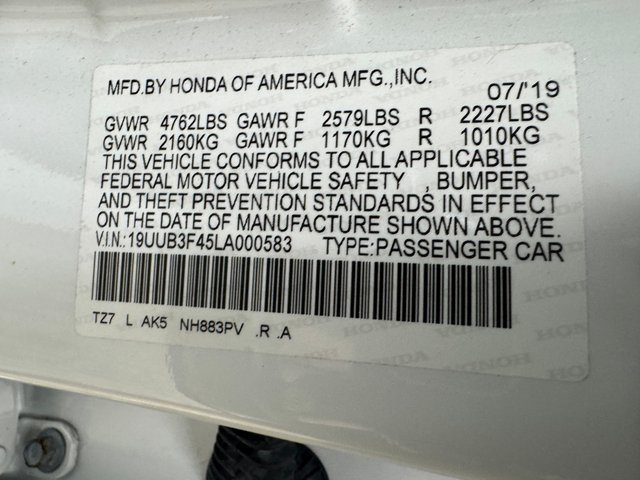 MFD.BY HONDA OF AMERICA MFG.,INC. 07/'19
GVWR 4762LBS GAWR F 2579LBS R 2227LBS
GVWR 2160KG GAWR F 1170KG R 1010KG
THIS VEHICLE CONFORMS TO ALL APPLICABLE
FEDERAL MOTOR VEHICLE SAFETY , BUMPER,
AND THEFT PREVENTION STANDARDS IN EFFECT
ON THE DATE OF MANUFACTURE SHOWN ABOVE.
V.I.N.:19UUB3F45LA000583 TYPE:PASSENGER CAR
TZ7 L AK5 NH883PV .R .A